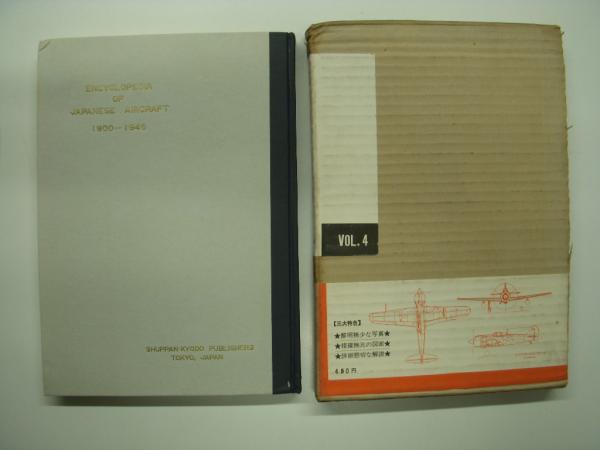 ENCYCLOPEDIA
OF
JAPANESE AIRCRAFT
1900—1945
SHUPPAN-KYODO PUBLISHERS
TOKYO, JAPAN
VOL. 4
【三大特色】
★鮮明稀少な写真★
★精確無比の図面★
★詳細懇切な解説★
480円